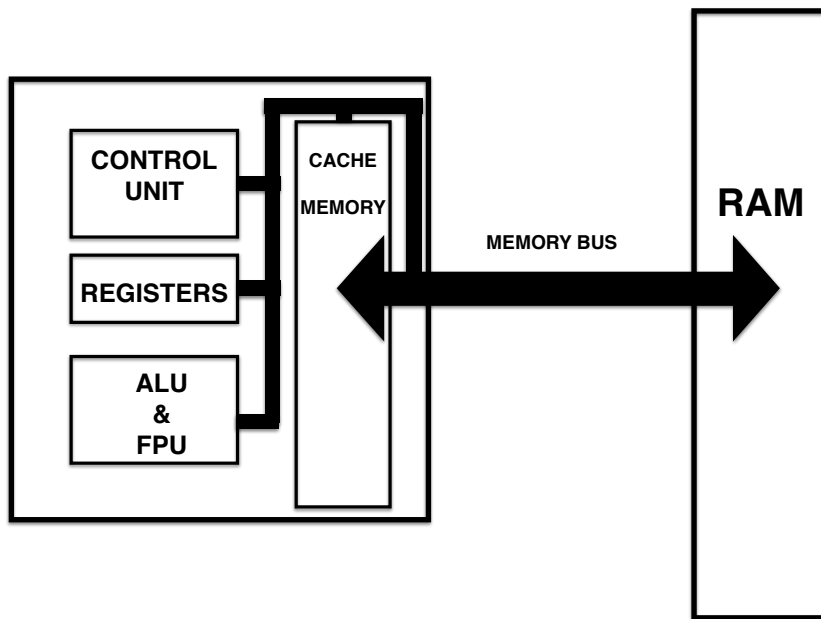 CONTROL
UNIT
REGISTERS
ALU
&
FPU
CACHE
MEMORY
MEMORY BUS
RAM